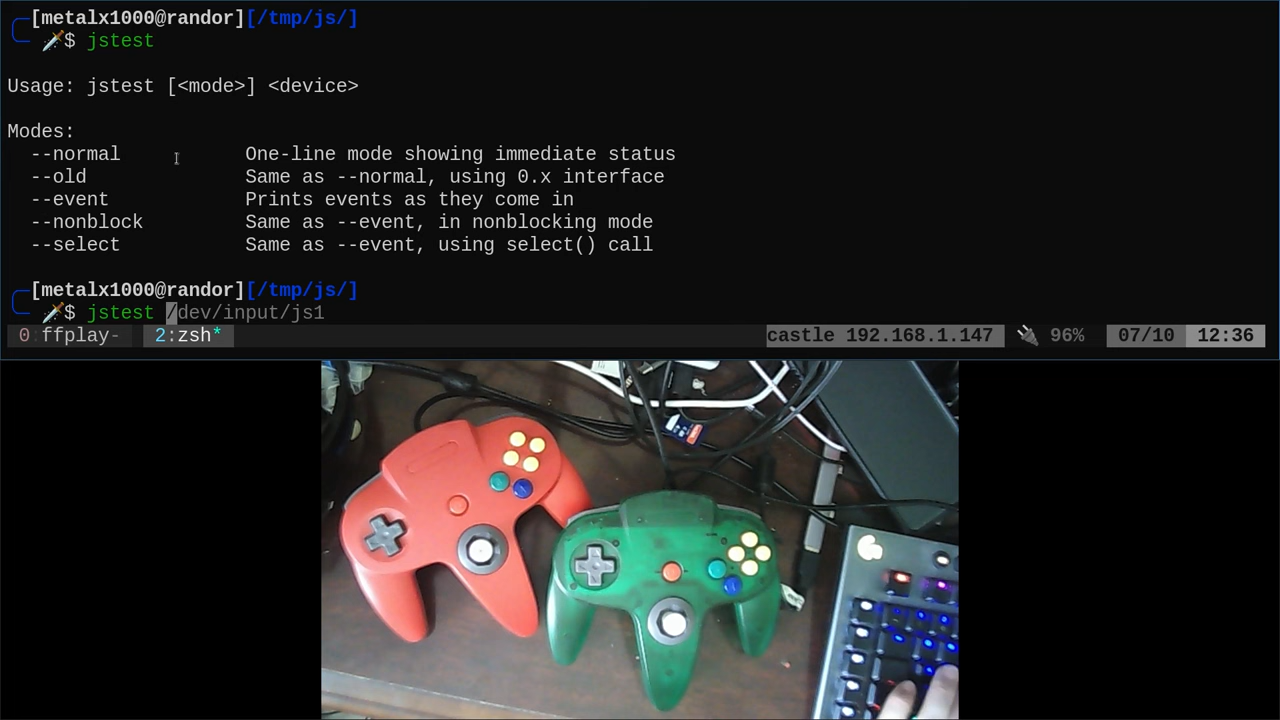 [metalx1000@randor][/tmp/js/]
$ jstest
Usage: jstest [<mode>] <device>
Modes:
--normal One-line mode showing immediate status
--old Same as --normal, using 0.x interface
--event Prints events as they come in
--nonblock Same as --event, in nonblocking mode
--select Same as --event, using select() call
[metalx1000@randor][/tmp/js/]
$ jstest /dev/input/js1
0:ffplay- 2:zsh* castle 192.168.1.147 96% 07/10 12:36